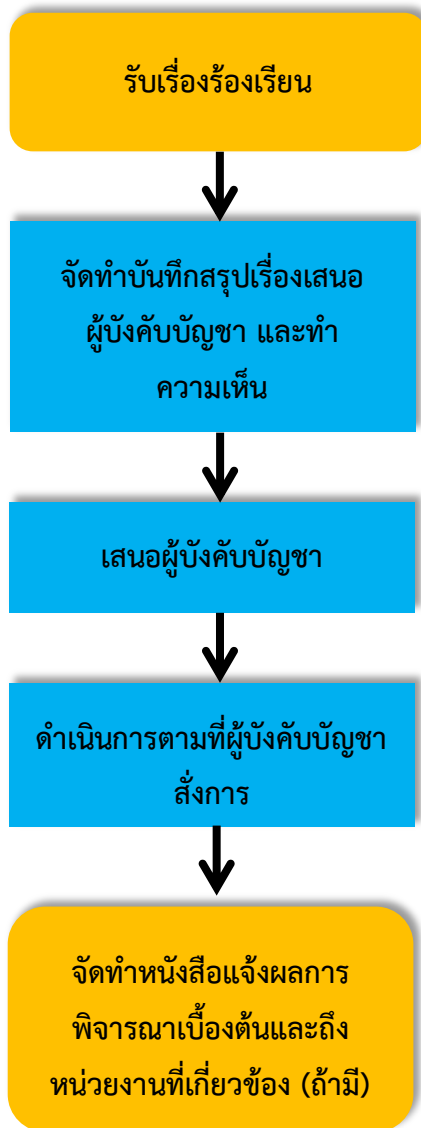 รับเรื่องร้องเรียน
จัดทำบันทึกสรุปเรื่องเสนอ
ผู้บังคับบัญชา และทำ
ความเห็น
เสนอผู้บังคับบัญชา
ดำเนินการตามที่ผู้บังคับบัญชา
สั่งการ
จัดทำหนังสือแจ้งผลการ
พิจารณาเบื้องต้นและถึง
หน่วยงานที่เกี่ยวข้อง (ถ้ามี)